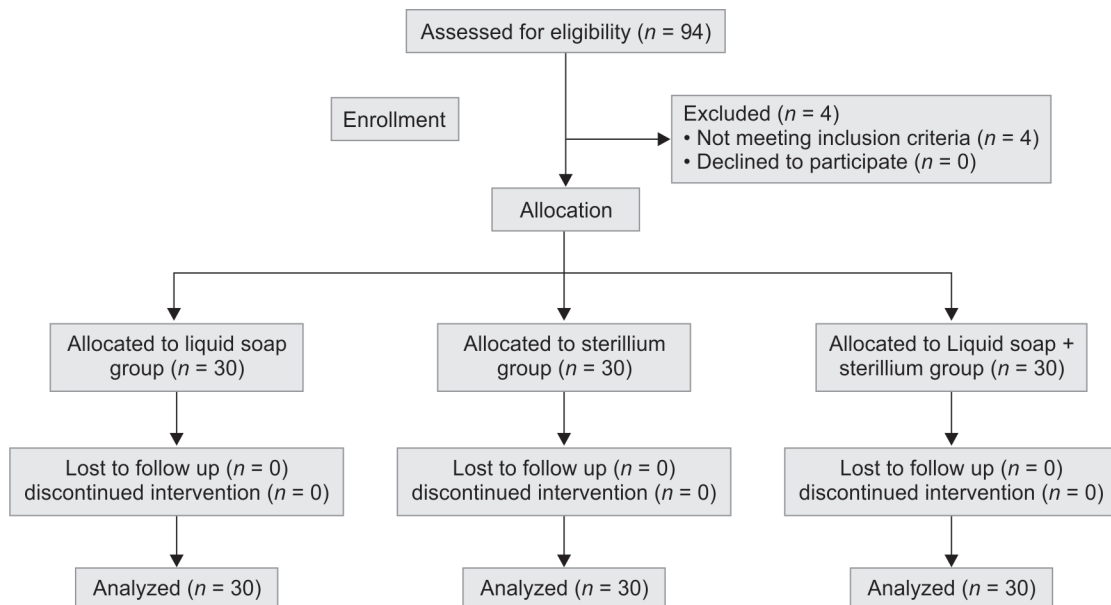 Assessed for eligibility (n = 94)
Enrollment
Excluded (n = 4)
• Not meeting inclusion criteria (n = 4)
• Declined to participate (n = 0)
Allocation
Allocated to liquid soap
group (n = 30)
Allocated to sterillium
group (n = 30)
Allocated to Liquid soap +
sterillium group (n = 30)
Lost to follow up (n = 0)
discontinued intervention (n = 0)
Lost to follow up (n = 0)
discontinued intervention (n = 0)
Lost to follow up (n = 0)
discontinued intervention (n = 0)
Analyzed (n = 30)
Analyzed (n = 30)
Analyzed (n = 30)